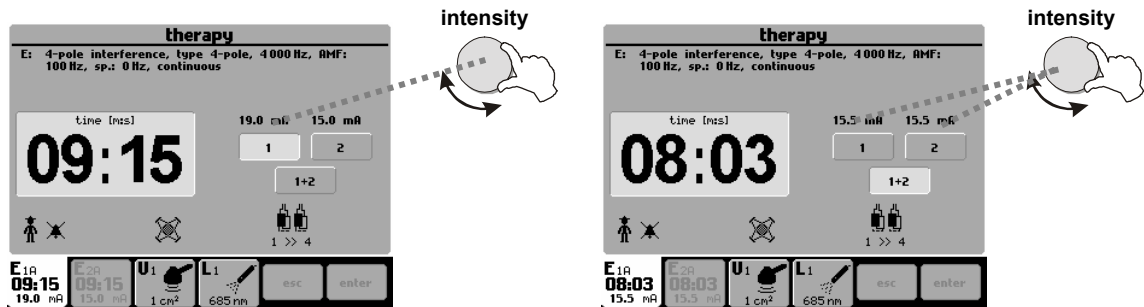 intensity
therapy
E: 4-pole interference, type 4-pole, 4000 Hz, AMF:
100 Hz, sp.: 0 Hz, continuous
time [m:s]
09:15
19.0 mA 15.0 mA
1 2
1+2
1 >> 4
E1A E2A U1 L1
09:15 09:15 esc enter
19.0 mA 15.0 mA 1 cm² 685 nm
intensity
therapy
E: 4-pole interference, type 4-pole, 4000 Hz, AMF:
100 Hz, sp.: 0 Hz, continuous
time [m:s]
08:03
15.5 mA 15.5 mA
1 2
1+2
1 >> 4
E1A E2A U1 L1
08:03 08:03 esc enter
15.5 mA 15.5 mA 1 cm² 685 nm